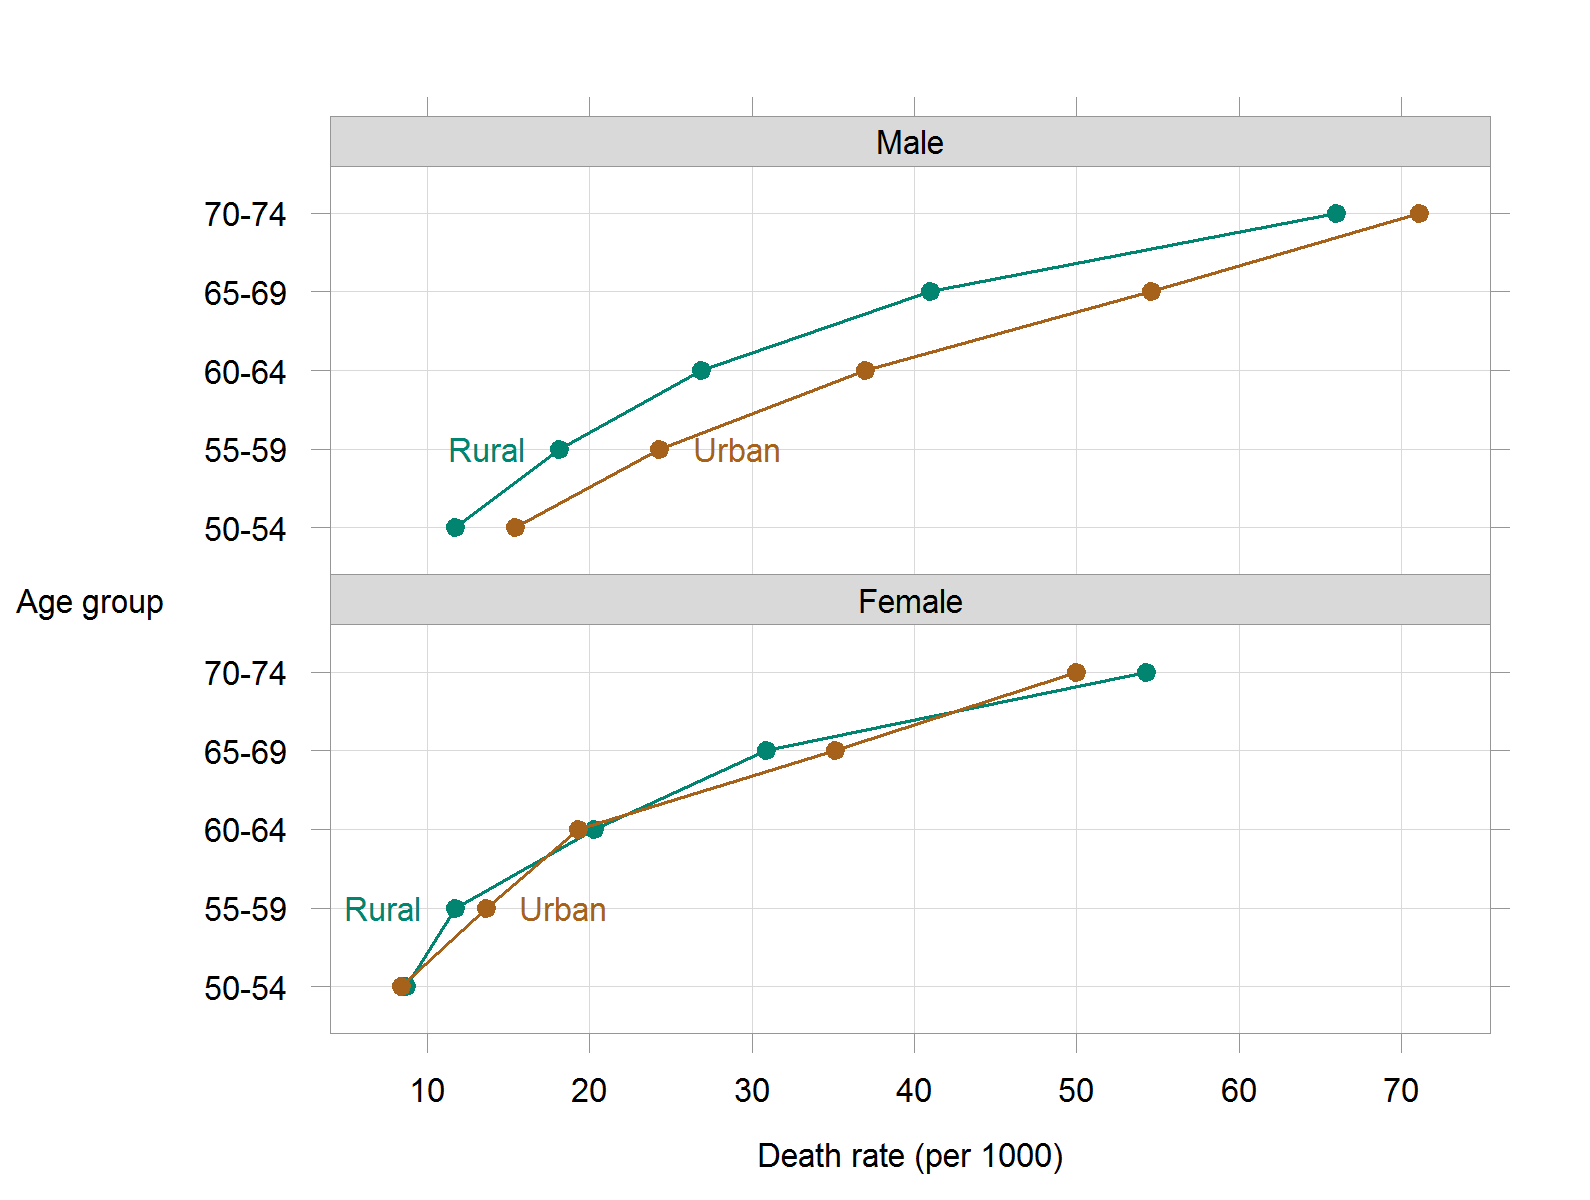 Male
70-74
65-69
60-64
55-59
Rural
Urban
50-54
Age group
Female
70-74
65-69
60-64
55-59
Rural
Urban
50-54
10 20 30 40 50 60 70
Death rate (per 1000)